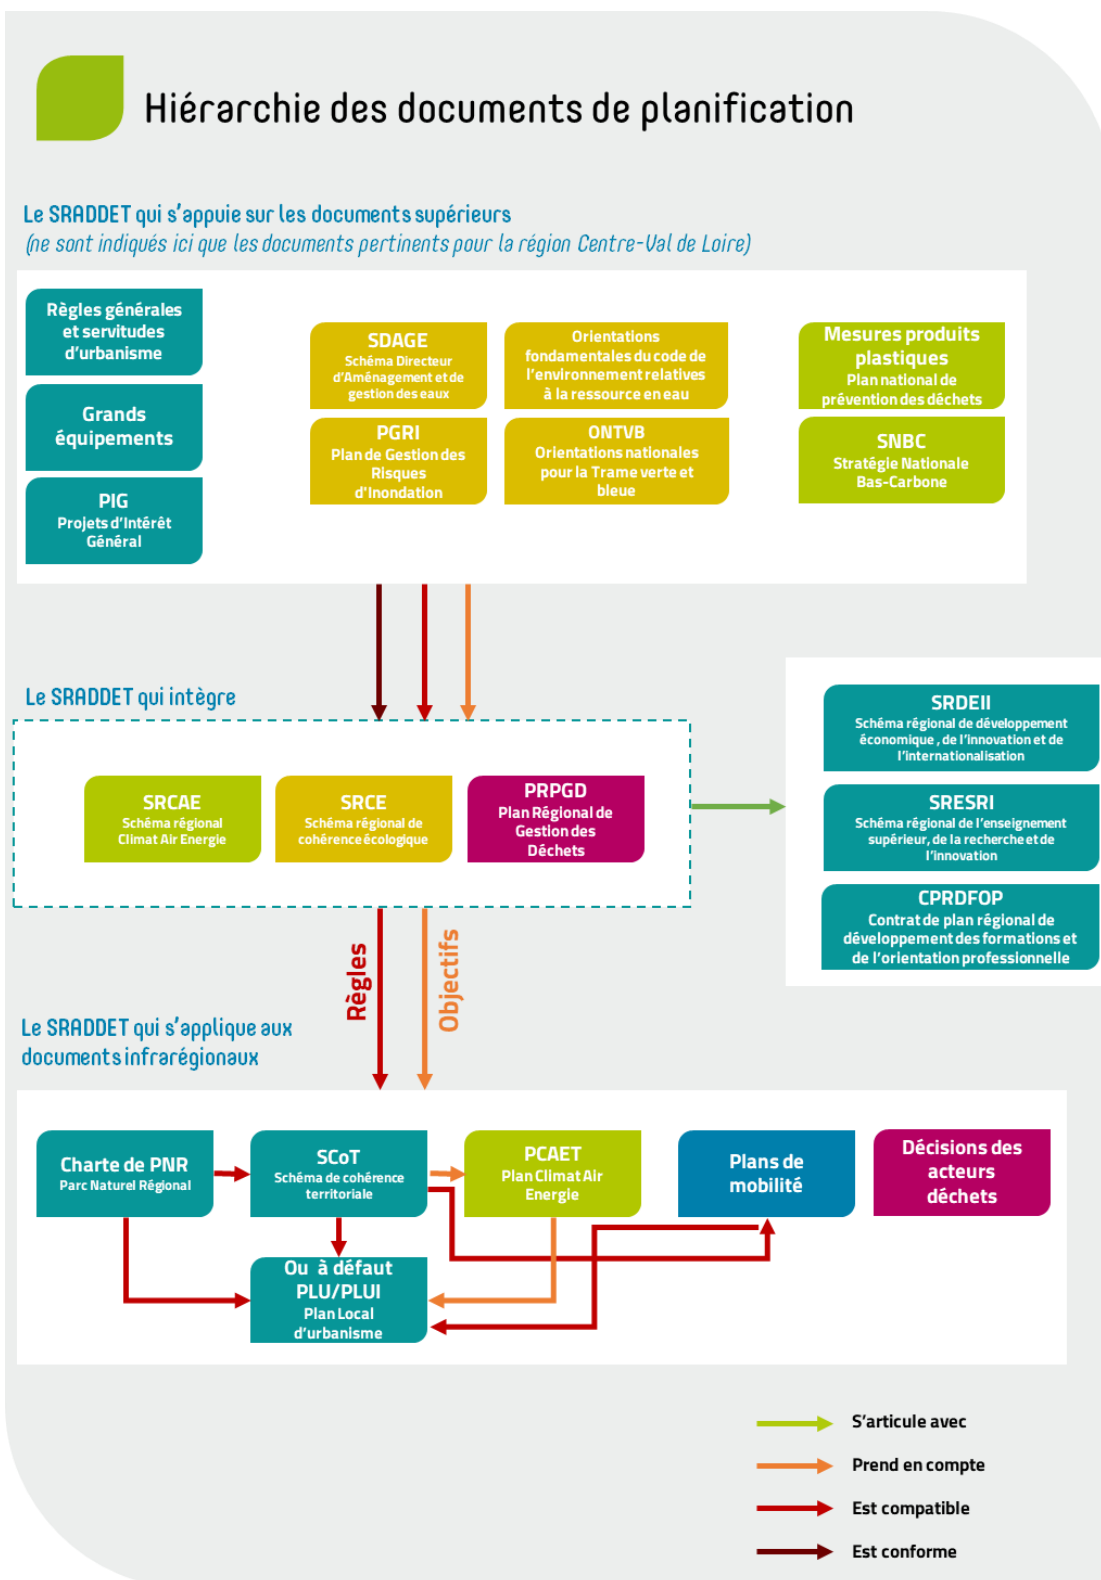 Hiérarchie des documents de planification
Le SRADDET qui s'appuie sur les documents supérieurs
(ne sont indiqués ici que les documents pertinents pour la région Centre-Val de Loire)
Règles générales
et servitudes
d'urbanisme
Grands
équipements
PIG
Projets d'Intérêt
Général
SDAGE
Schéma Directeur
d'Aménagement et de
gestion des eaux
Orientations
fondamentales du code de
l'environnement relatives
à la ressource en eau
PGRI
Plan de Gestion des
Risques
d'Inondation
ONTVB
Orientations nationales
pour la Trame verte et
bleue
Mesures produits
plastiques
Plan national de
prévention des déchets
SNBC
Stratégie Nationale
Bas-Carbone
Le SRADDET qui intègre
SRCAE
Schéma régional
Climat Air Energie
SRCE
Schéma régional de
cohérence écologique
PRPGD
Plan Régional de
Gestion des
Déchets
SRDEII
Schéma régional de développement
économique , de l'innovation et de
l'internationalisation
SRESRI
Schéma régional de l'enseignement
supérieur, de la recherche et de
l'innovation
CPRDFOP
Contrat de plan régional de
développement des formations et
de l'orientation professionnelle
Règles
Objectifs
Le SRADDET qui s'applique aux
documents infrarégionaux
Charte de PNR
Parc Naturel Régional
SCoT
Schéma de cohérence
territoriale
PCAET
Plan Climat Air
Energie
Plans de
mobilité
Décisions des
acteurs
déchets
Ou à défaut
PLU/PLUI
Plan Local
d'urbanisme
S'articule avec
Prend en compte
Est compatible
Est conforme